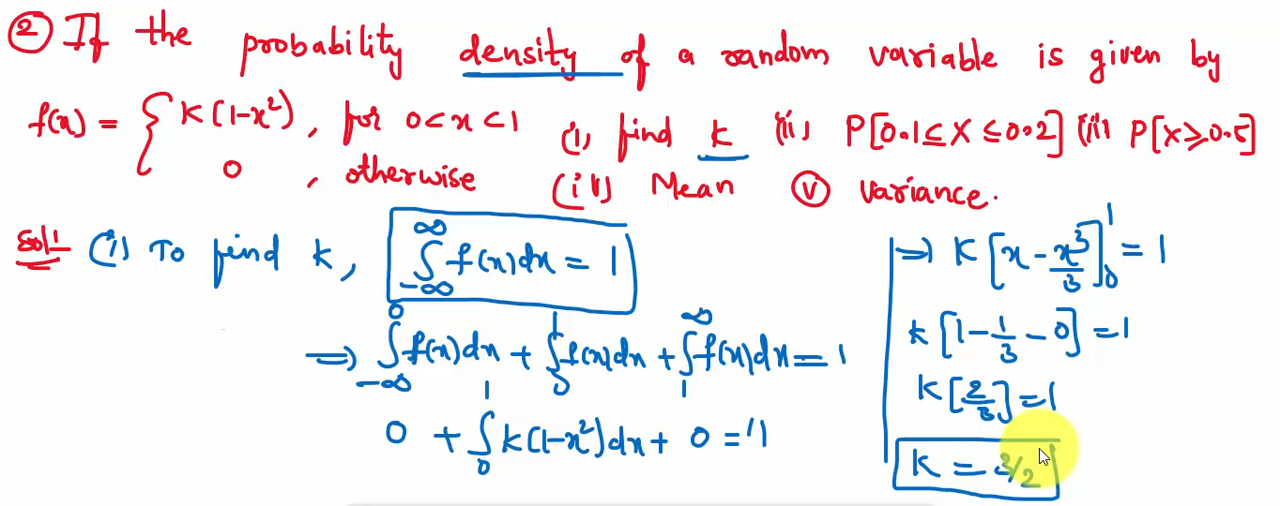 ② If the probability density of a random variable is given by
f(x) = { k(1-x²), for 0<x<1 (i) find k (ii) P[0.1≤X≤0.2] (iii) P[X≥0.5]
0, otherwise (iv) Mean ⓥ variance.
Sol: (i) To find k, ∫_{-∞}^{∞} f(x)dx = 1
⇒ ∫_{-∞}^{0} f(x)dx + ∫_{0}^{1} f(x)dx + ∫_{1}^{∞} f(x)dx = 1
0 + ∫_{0}^{1} k(1-x²)dx + 0 = 1
⇒ k[x - x³/3]_{0}^{1} = 1
k[1 - 1/3 - 0] = 1
k[2/3] = 1
k = 3/2